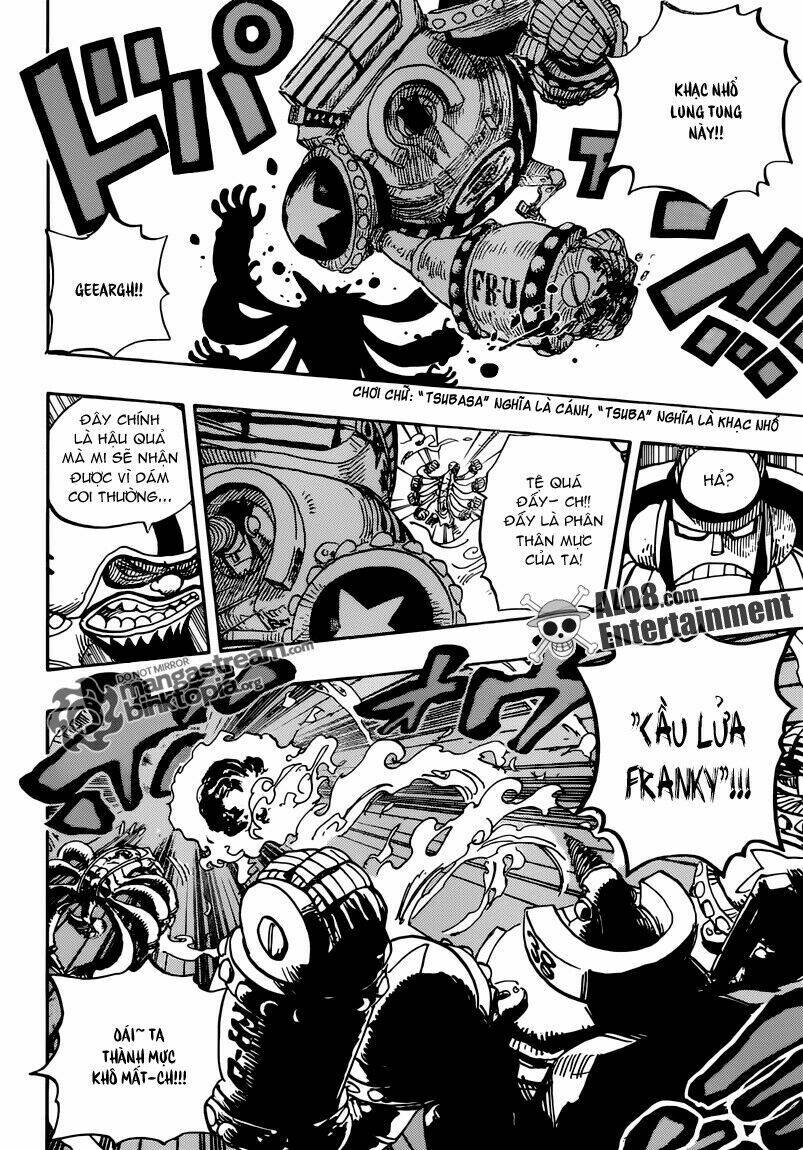 KHẠC NHỔ
LUNG TUNG
NÀY!!
ドパ
GEEARGH!!
FR-U
CHƠI CHỮ: "TSUBASA" NGHĨA LÀ CÁNH, "TSUBA" NGHĨA LÀ KHẠC NHỔ
HẢ?
TỆ QUÁ
ĐẤY- CH!!
ĐẤY LÀ PHÂN
THÂN MỰC
CỦA TA!
ĐÂY CHÍNH
LÀ HẬU QUẢ
MÀ MI SẼ NHẬN
ĐƯỢC VÌ DÁM
COI THƯỜNG...
ALO8.com
Entertainment
DO NOT MIRROR
mangastream.com
binktopia.org
"CẦU LỬA
FRANKY"!!!
OÁI~ TA
THÀNH MỰC
KHÔ MẤT-CH!!!